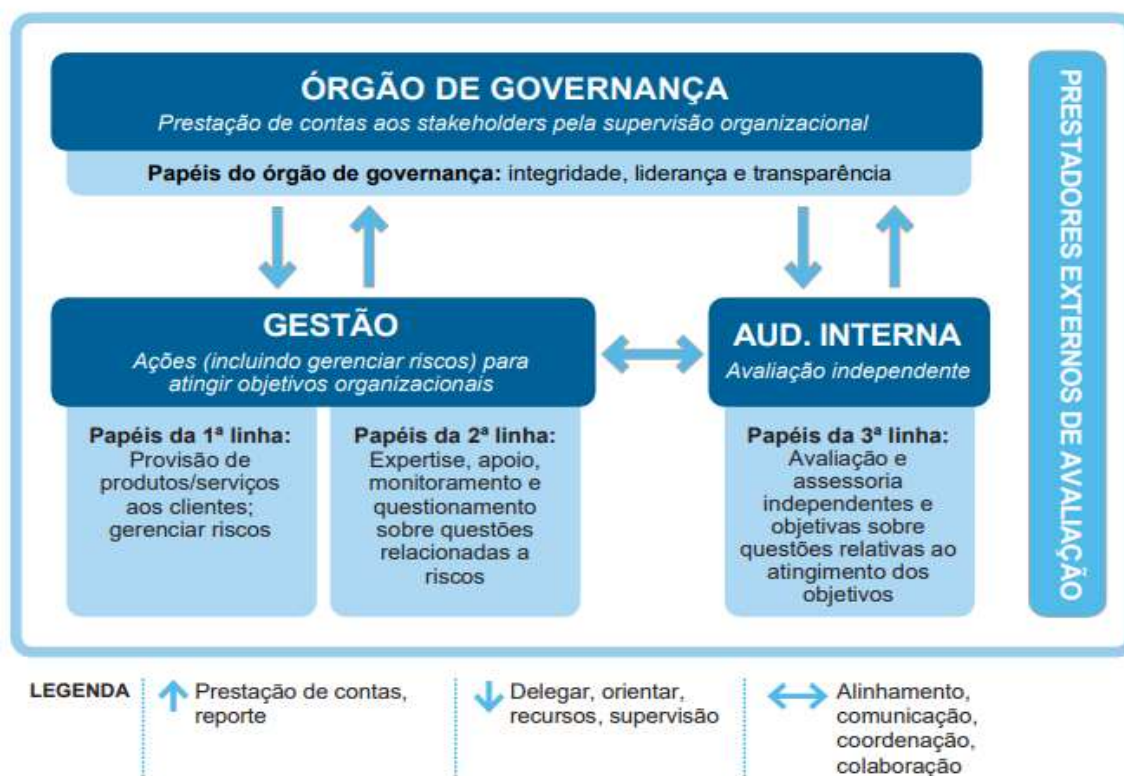 ÓRGÃO DE GOVERNANÇA
Prestação de contas aos stakeholders pela supervisão organizacional
Papéis do órgão de governança: integridade, liderança e transparência
GESTÃO
Ações (incluindo gerenciar riscos) para
atingir objetivos organizacionais
Papéis da 1ª linha:
Provisão de
produtos/serviços
aos clientes;
gerenciar riscos
Papéis da 2ª linha:
Expertise, apoio,
monitoramento e
questionamento
sobre questões
relacionadas a
riscos
AUD. INTERNA
Avaliação independente
Papéis da 3ª linha:
Avaliação e
assessoria
independentes e
objetivas sobre
questões relativas ao
atingimento dos
objetivos
PRESTADORES EXTERNOS DE AVALIAÇÃO
LEGENDA
Prestação de contas,
reporte
Delegar, orientar,
recursos, supervisão
Alinhamento,
comunicação,
coordenação,
colaboração